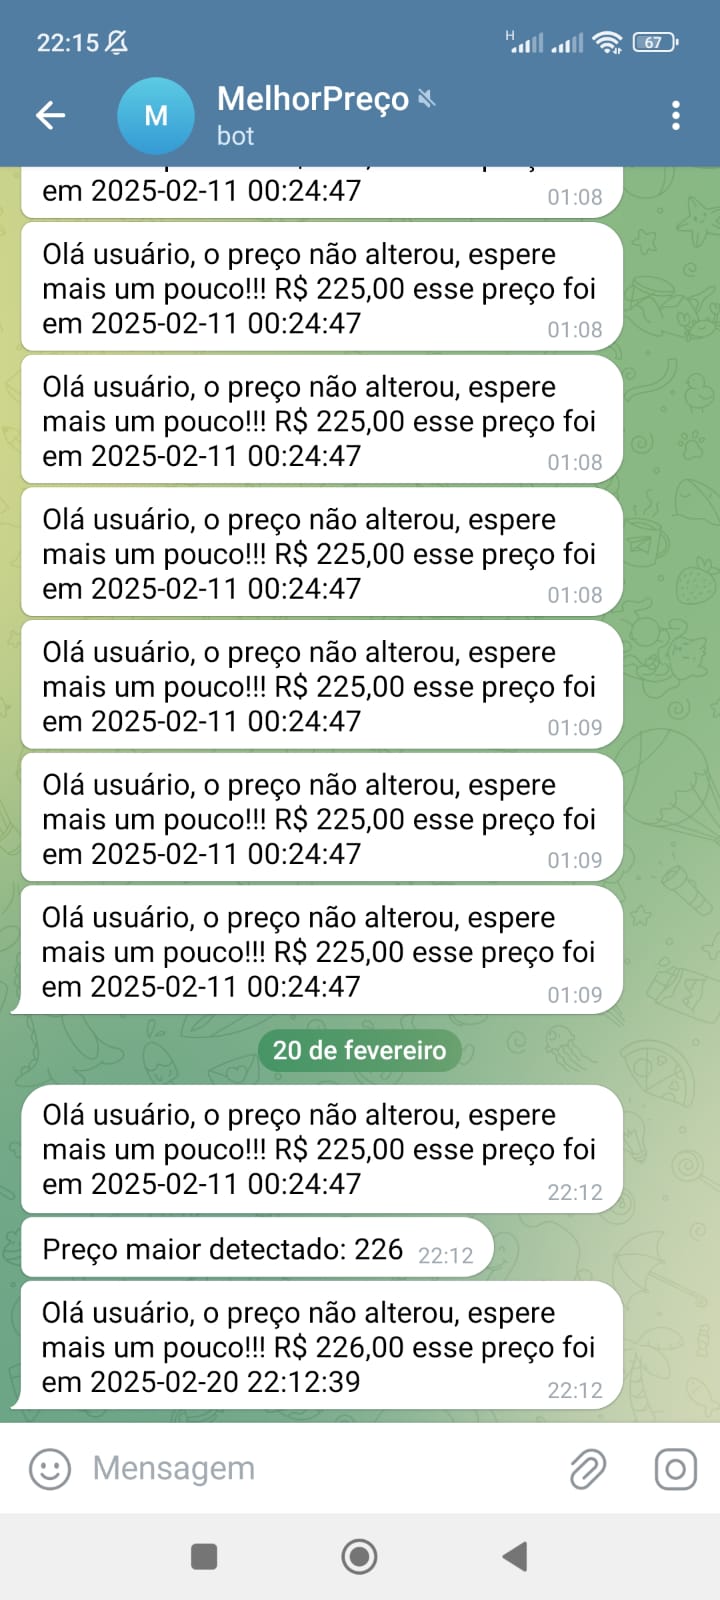 22:15
H
67
M
MelhorPreço
bot
em 2025-02-11 00:24:47
01:08
Olá usuário, o preço não alterou, espere
mais um pouco!!! R$ 225,00 esse preço foi
em 2025-02-11 00:24:47
01:08
Olá usuário, o preço não alterou, espere
mais um pouco!!! R$ 225,00 esse preço foi
em 2025-02-11 00:24:47
01:08
Olá usuário, o preço não alterou, espere
mais um pouco!!! R$ 225,00 esse preço foi
em 2025-02-11 00:24:47
01:08
Olá usuário, o preço não alterou, espere
mais um pouco!!! R$ 225,00 esse preço foi
em 2025-02-11 00:24:47
01:09
Olá usuário, o preço não alterou, espere
mais um pouco!!! R$ 225,00 esse preço foi
em 2025-02-11 00:24:47
01:09
Olá usuário, o preço não alterou, espere
mais um pouco!!! R$ 225,00 esse preço foi
em 2025-02-11 00:24:47
01:09
20 de fevereiro
Olá usuário, o preço não alterou, espere
mais um pouco!!! R$ 225,00 esse preço foi
em 2025-02-11 00:24:47
22:12
Preço maior detectado: 226
22:12
Olá usuário, o preço não alterou, espere
mais um pouco!!! R$ 226,00 esse preço foi
em 2025-02-20 22:12:39
22:12
Mensagem